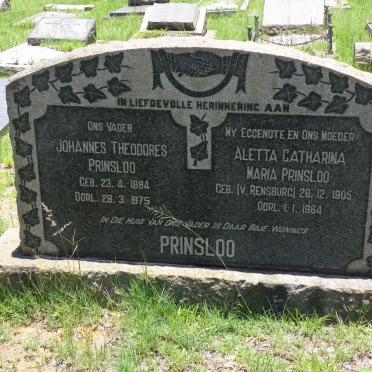 IN LIEFDEVOLLE HERINNERING AAN
ONS VADER
JOHANNES THEODORES
PRINSLOO
GEB. 23. 4. 1884
OORL. 28. 3. 1975
MY EGGENOTE EN ONS MOEDER
ALETTA CATHARINA
MARIA PRINSLOO
GEB. (V. RENSBURG) 28. 12. 1905
OORL. 1. 1. 1964
IN DIE HUIS VAN ONS VADER IS DAAR BAIE WONINGS
PRINSLOO